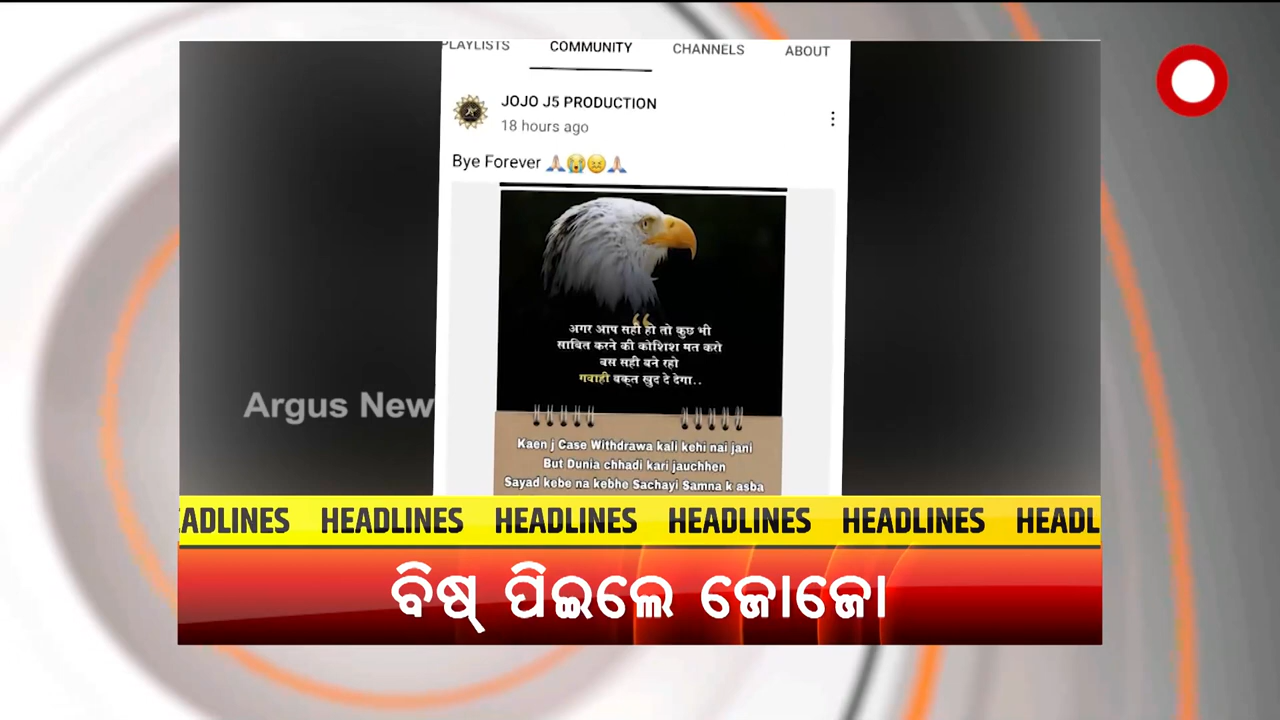 PLAYLISTS COMMUNITY CHANNELS ABOUT
JOJO J5 PRODUCTION
18 hours ago
Bye Forever 🙏🏻😭😖🙏🏻
“
अगर आप सही हो तो कुछ भी
साबित करने की कोशिश मत करो
बस सही बने रहो
गवाही बक्त खुद दे देगा..
Argus New
Kaen j Case Withdrawa kali kehi nai jani
But Dunia chhadi kari jauchhen
Sayad kebe na kebhe Sachayi Samna k asba
ADLINES HEADLINES HEADLINES HEADLINES HEADLINES HEADL
ବିଷ୍ ପିଇଲେ ଜୋଜୋ